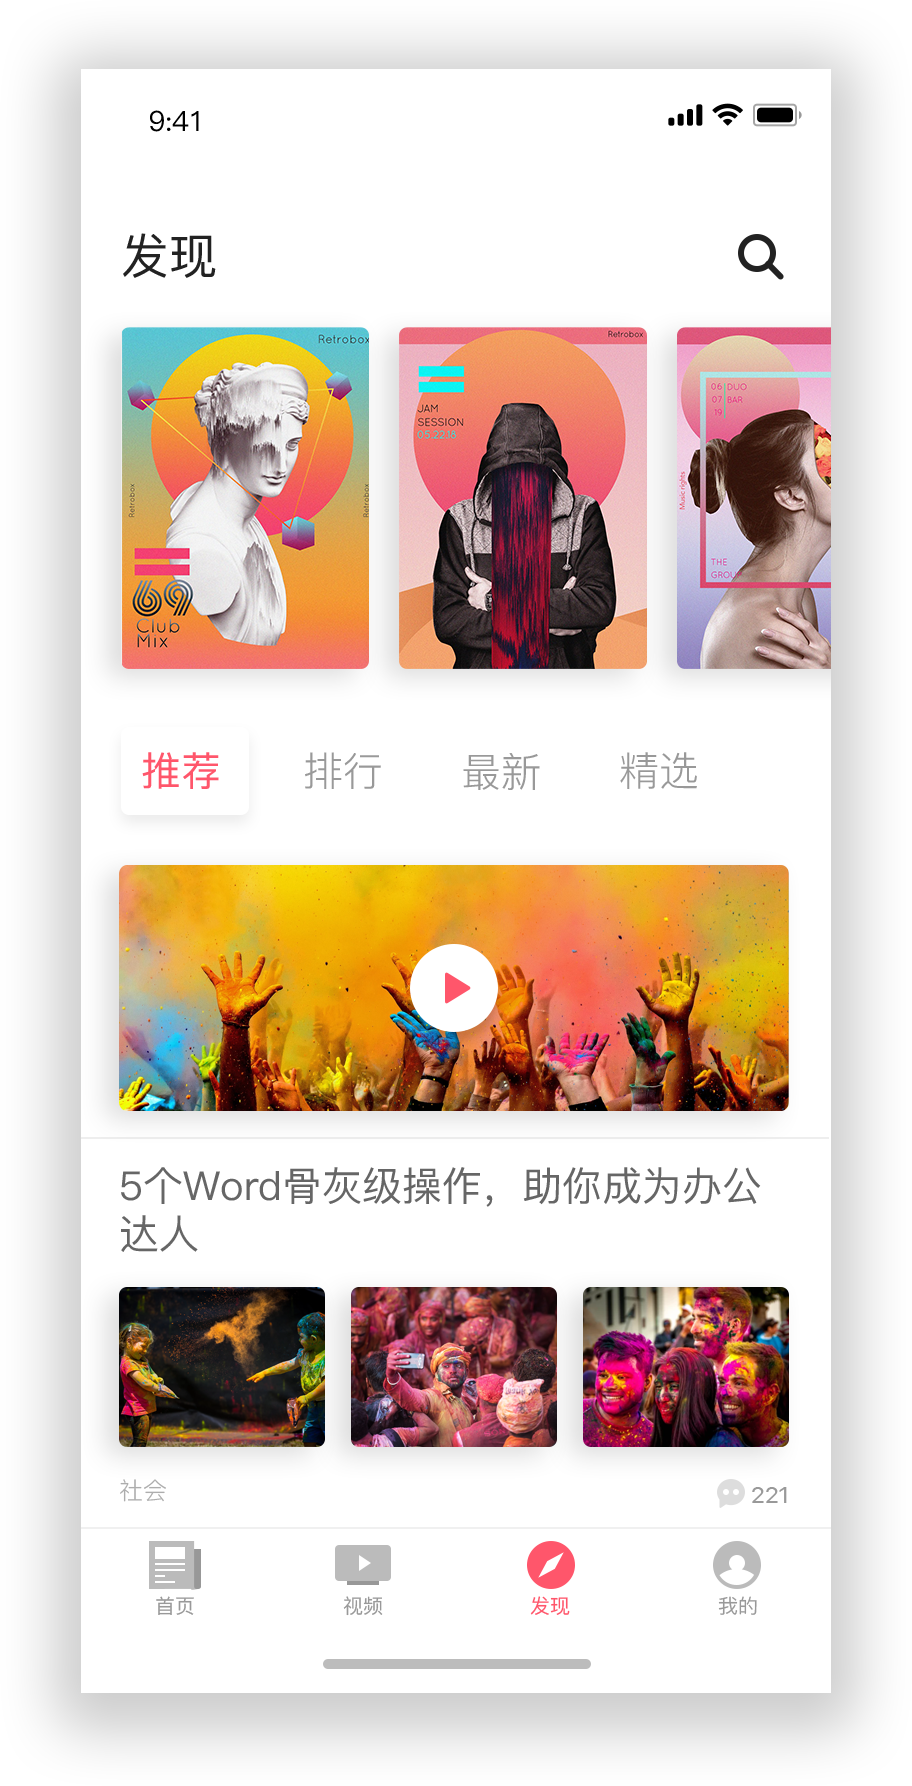 9:41
发现
Retrobox
Retrobox
Retrobox
69
Club
Mix
Retrobox
JAM
SESSION
05.2218
06 DUO
07 BAR
19
Music rights
THE
GROUP
推荐 排行 最新 精选
5个Word骨灰级操作，助你成为办公
达人
社会 221
首页 视频 发现 我的